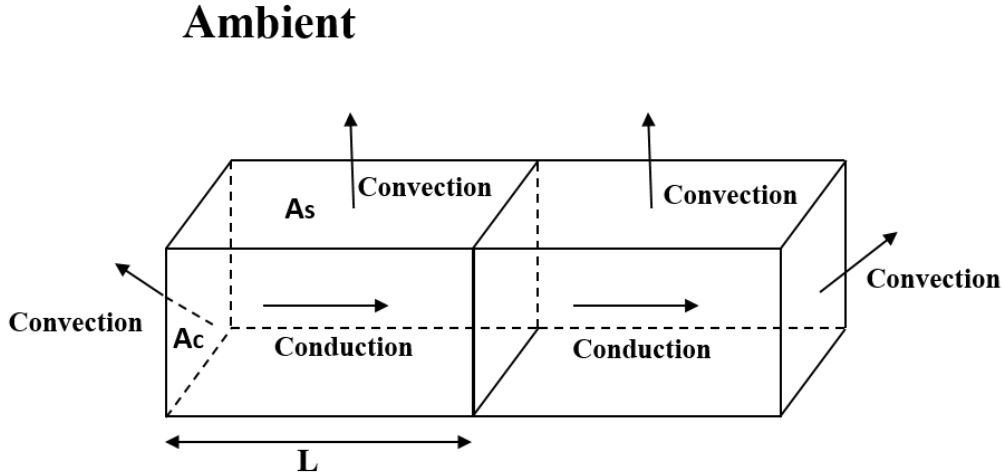 Ambient
Convection
As
Convection
Convection
Convection
Ac
Conduction
Conduction
L